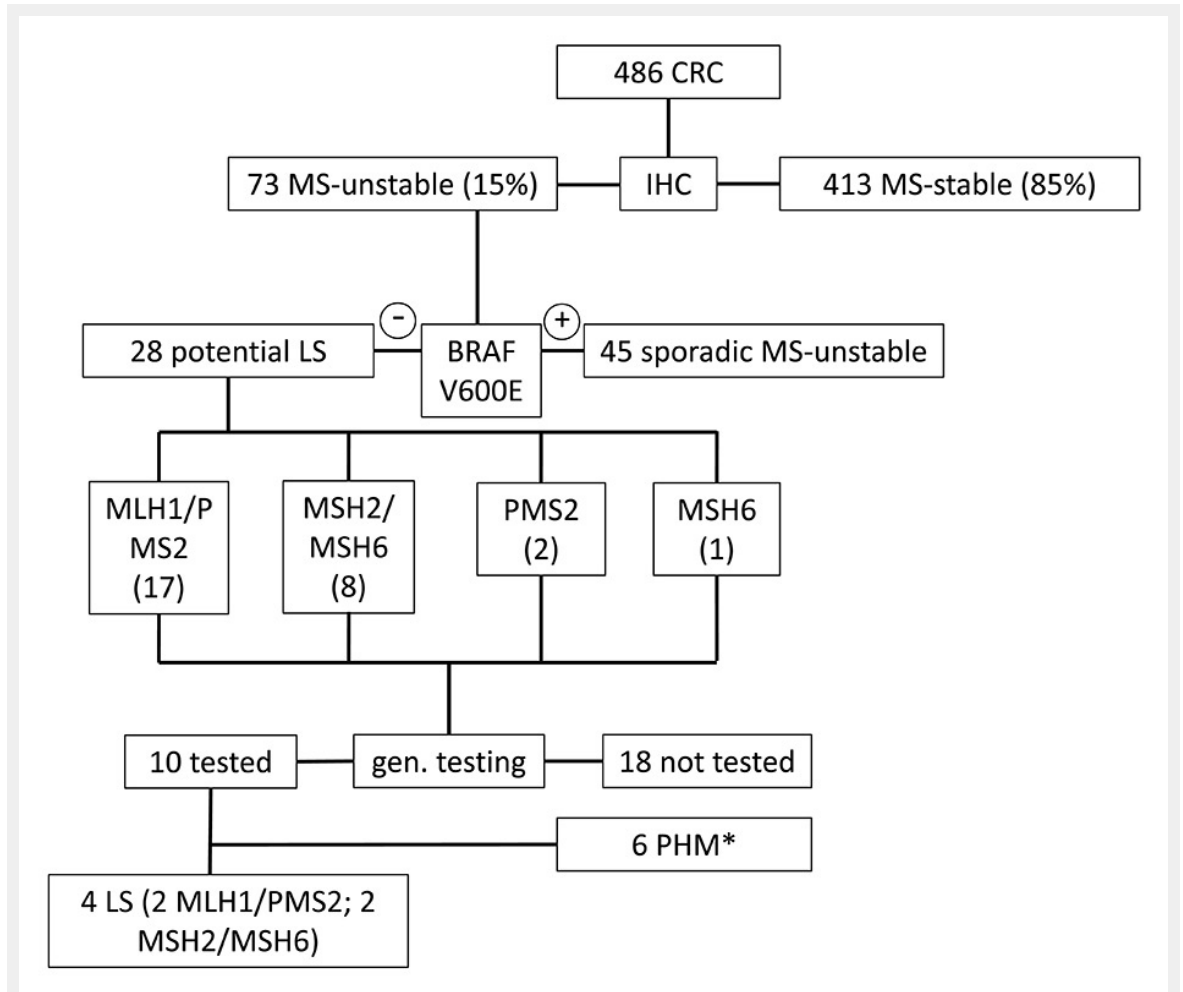 486 CRC
73 MS-unstable (15%)
IHC
413 MS-stable (85%)
-
+
28 potential LS
BRAF
V600E
45 sporadic MS-unstable
MLH1/P
MS2
(17)
MSH2/
MSH6
(8)
PMS2
(2)
MSH6
(1)
10 tested
gen. testing
18 not tested
6 PHM*
4 LS (2 MLH1/PMS2; 2
MSH2/MSH6)